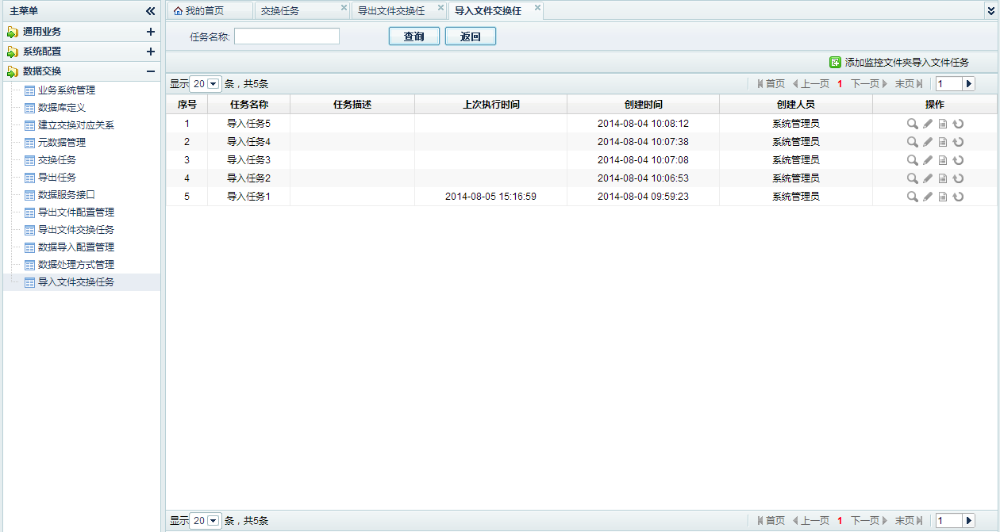 主菜单
通用业务
系统配置
数据交换
业务系统管理
数据库定义
建立交换对应关系
元数据管理
交换任务
导出任务
数据服务接口
导出文件配置管理
导出文件交换任务
数据导入配置管理
数据处理方式管理
导入文件交换任务
我的首页 交换任务 导出文件交换任 导入文件交换任
任务名称: 查询 返回
添加监控文件夹导入文件任务
显示 20 条，共5条 首页 上一页 1 下一页 末页 1
序号 任务名称 任务描述 上次执行时间 创建时间 创建人员 操作
1 导入任务5 2014-08-04 10:08:12 系统管理员
2 导入任务4 2014-08-04 10:07:38 系统管理员
3 导入任务3 2014-08-04 10:07:08 系统管理员
4 导入任务2 2014-08-04 10:06:53 系统管理员
5 导入任务1 2014-08-05 15:16:59 2014-08-04 09:59:23 系统管理员
显示 20 条，共5条 首页 上一页 1 下一页 末页 1